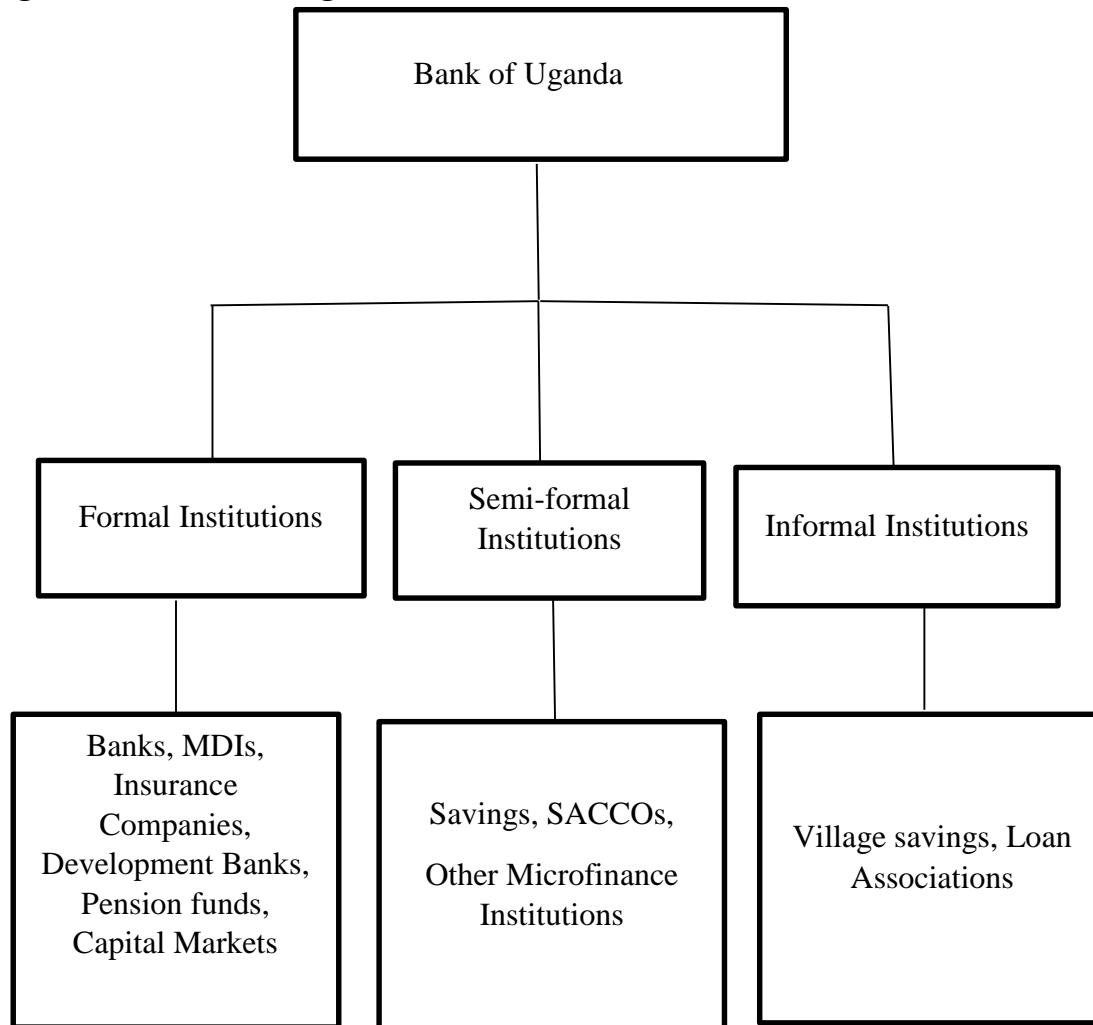 Bank of Uganda
Formal Institutions
Semi-formal
Institutions
Informal Institutions
Banks, MDIs,
Insurance
Companies,
Development Banks,
Pension funds,
Capital Markets
Savings, SACCOs,
Other Microfinance
Institutions
Village savings, Loan
Associations